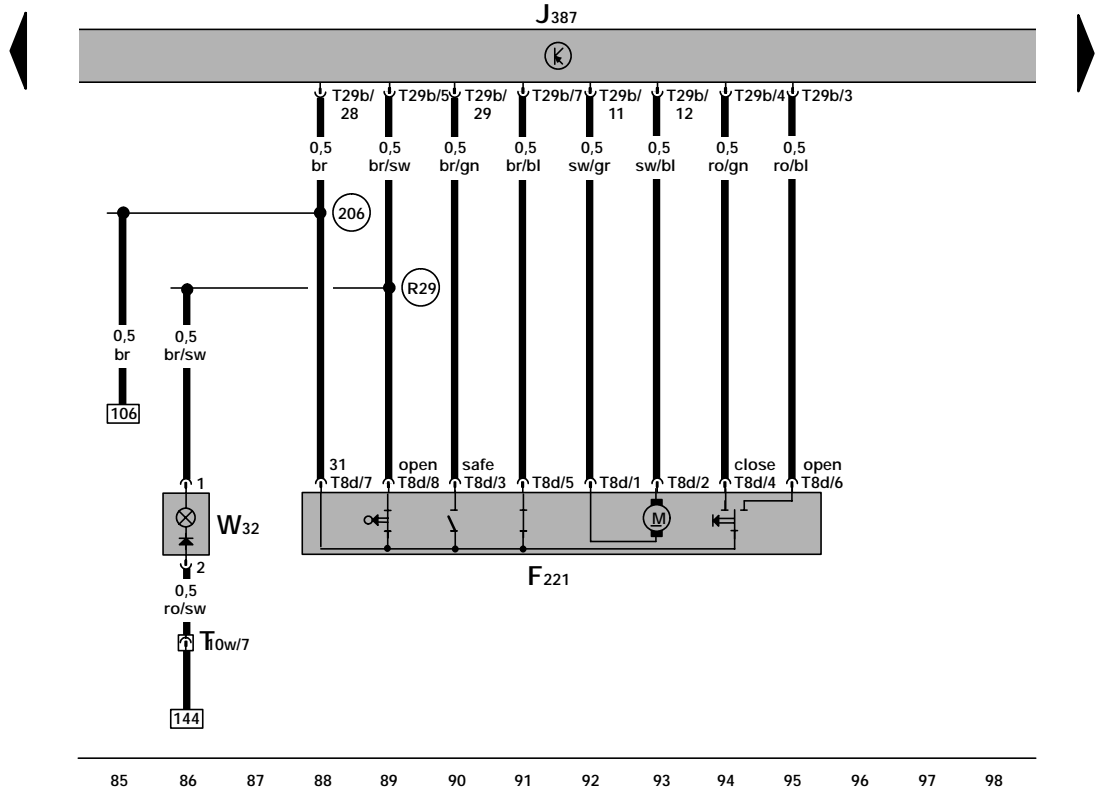 J387
T29b/28 T29b/5 T29b/29 T29b/7 T29b/11 T29b/12 T29b/4 T29b/3
0,5 0,5 0,5 0,5 0,5 0,5 0,5 0,5
br br/sw br/gn br/bl sw/gr sw/bl ro/gn ro/bl
206
R29
0,5 0,5
br br/sw
106
31 open safe close open
1 T8d/7 T8d/8 T8d/3 T8d/5 T8d/1 T8d/2 T8d/4 T8d/6
M
W32
2
F221
0,5
ro/sw
T10w/7
144
85 86 87 88 89 90 91 92 93 94 95 96 97 98